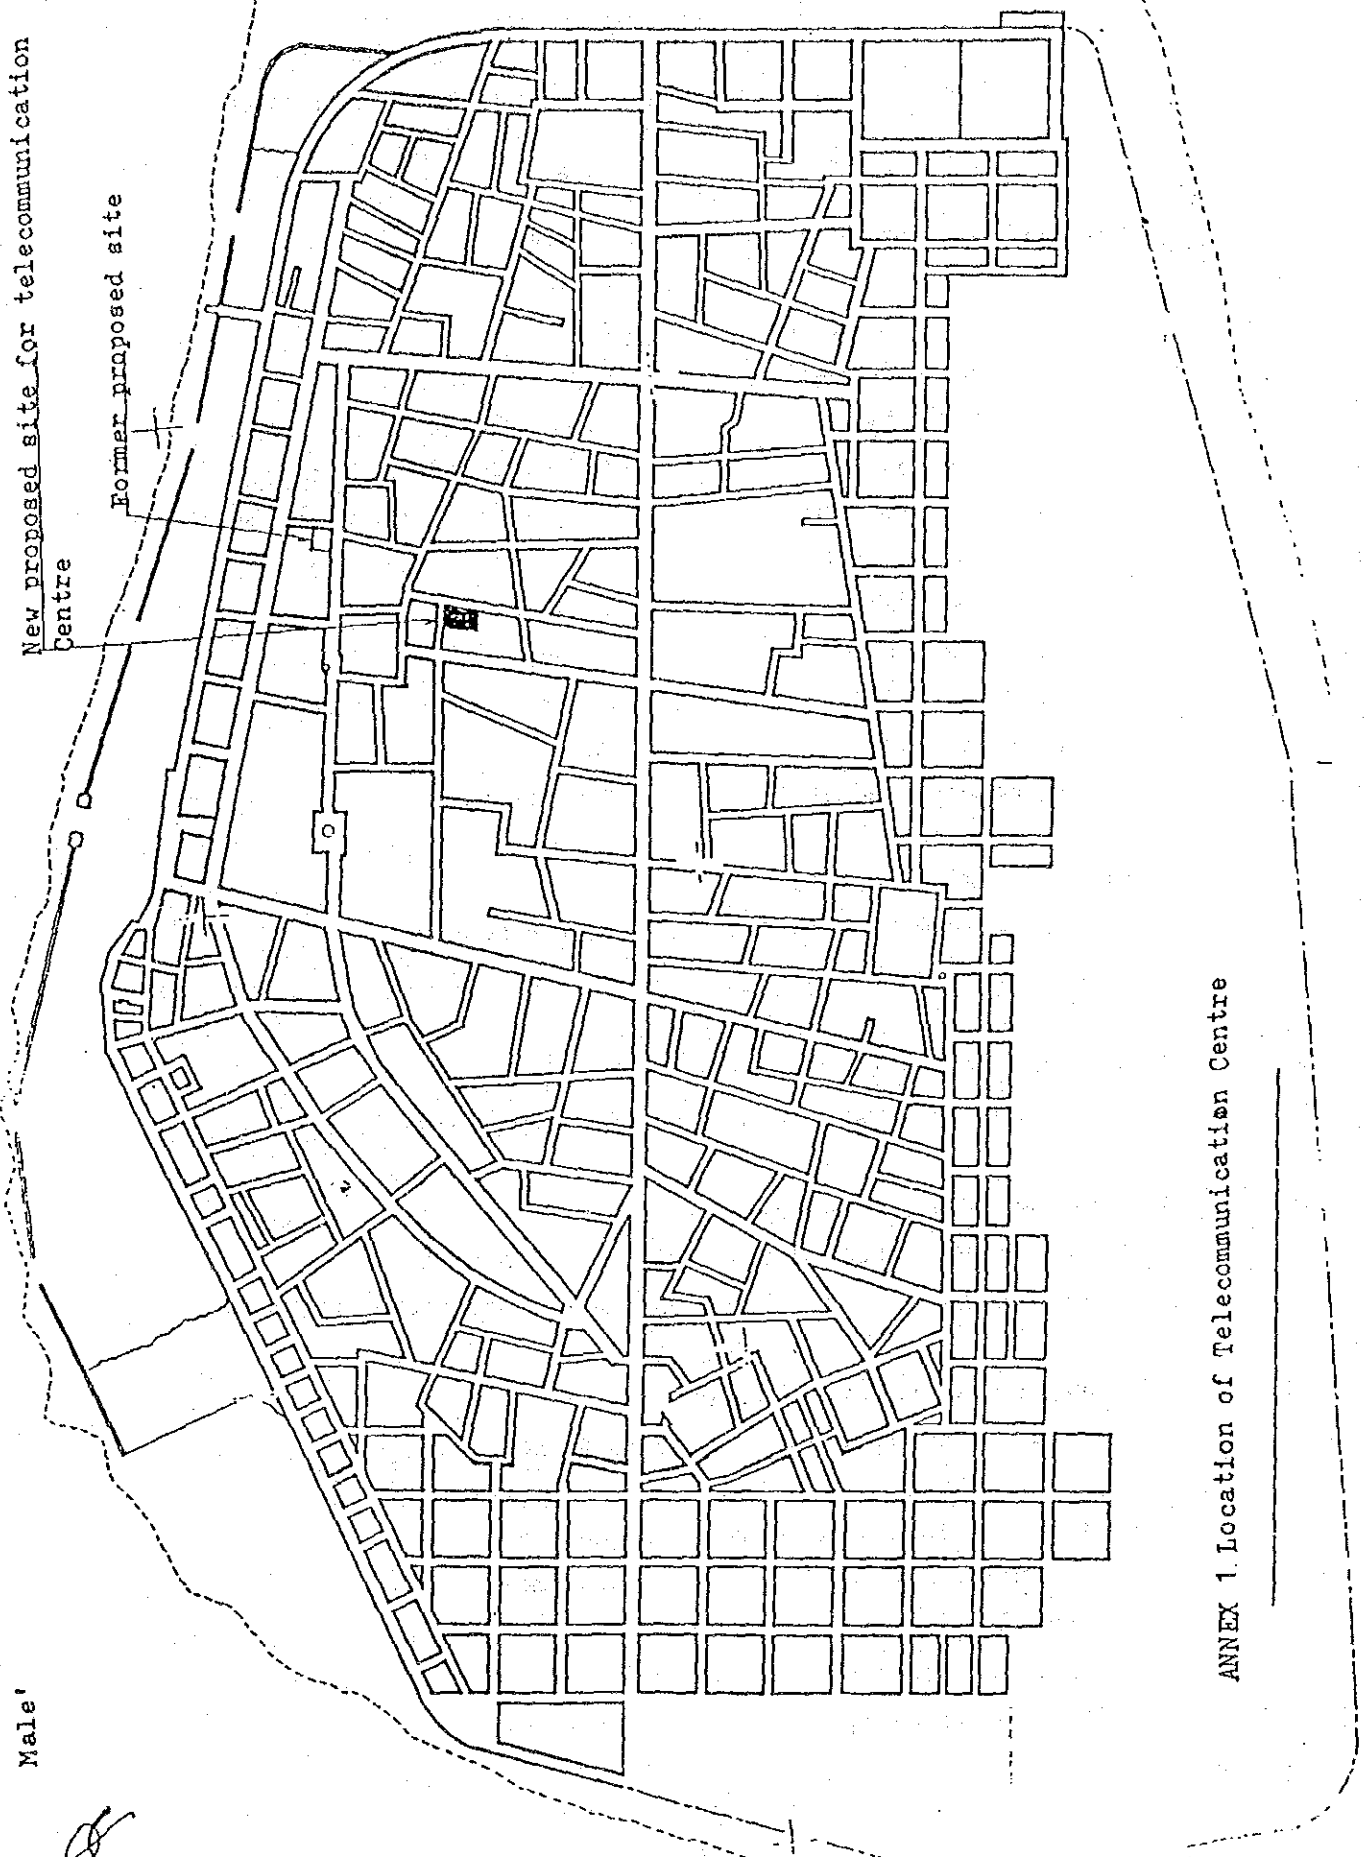 Male'
New proposed site for telecommunication
Centre
Former proposed site
ANNEX 1. Location of Telecommunication Centre